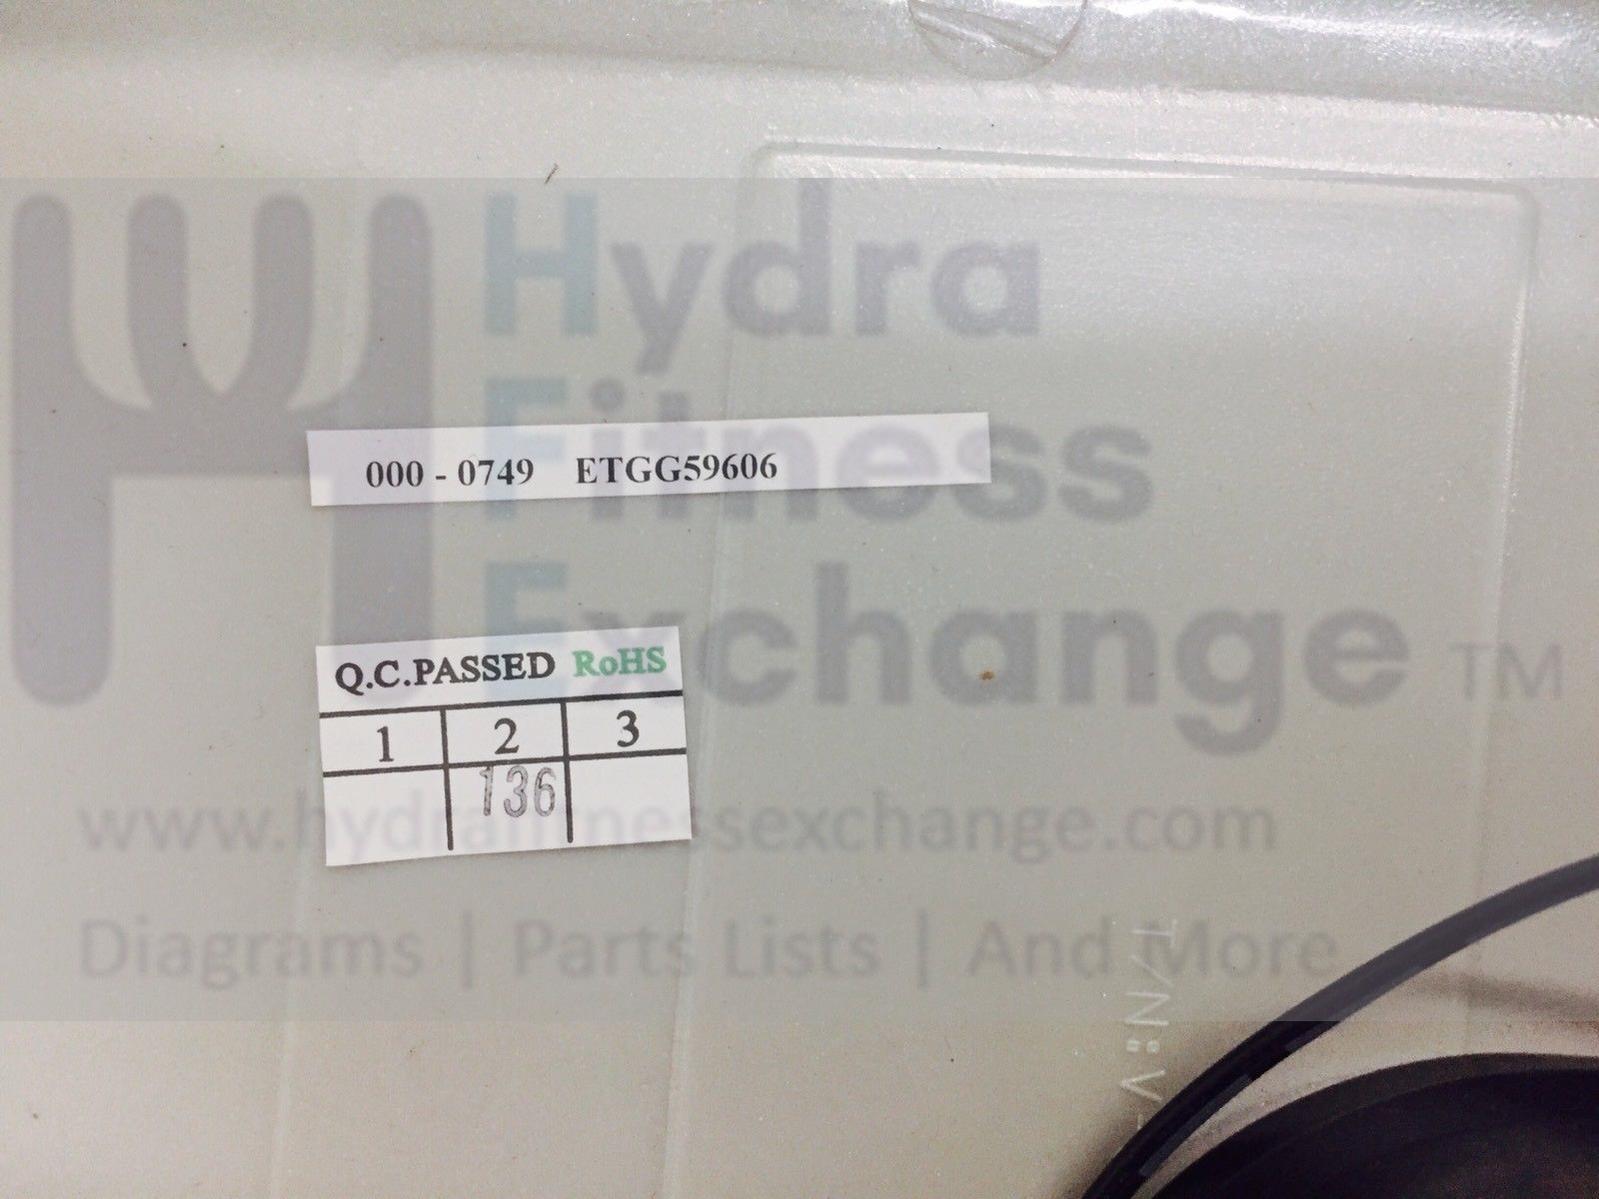 Hydra
Fitness
Exchange TM
000 - 0749 ETGG59606
Q.C.PASSED RoHS
1 2 3
136
www.hydrafitnessexchange.com
Diagrams | Parts Lists | And More
T/N:V